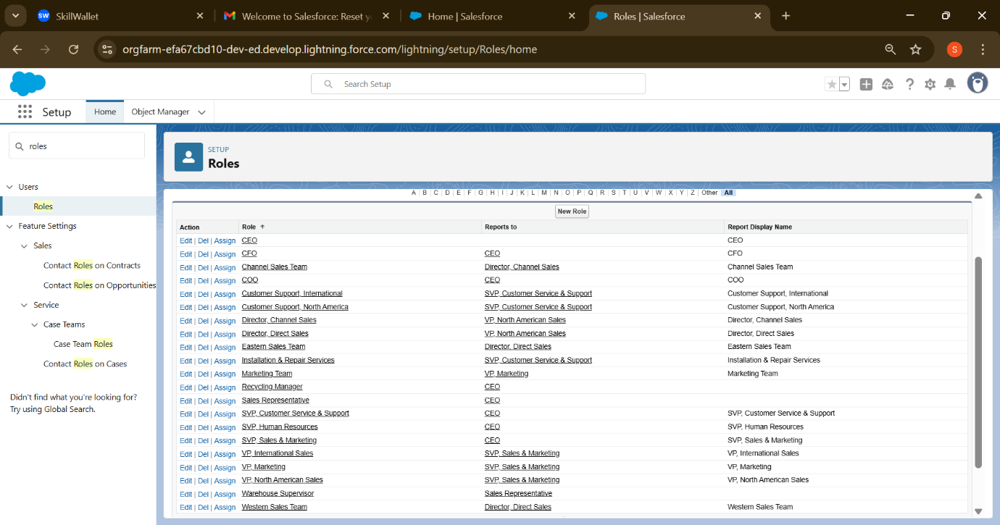 SW SkillWallet
Welcome to Salesforce: Reset y
Home | Salesforce
Roles | Salesforce
orgfarm-efa67cbd10-dev-ed.develop.lightning.force.com/lightning/setup/Roles/home
S
Search Setup
Setup
Home
Object Manager
roles
Users
Roles
Feature Settings
Sales
Contact Roles on Contracts
Contact Roles on Opportunities
Service
Case Teams
Case Team Roles
Contact Roles on Cases
Didn't find what you're looking for?
Try using Global Search.
SETUP
Roles
A | B | C | D | E | F | G | H | I | J | K | L | M | N | O | P | Q | R | S | T | U | V | W | X | Y | Z | Other | All
New Role
Action Role Reports to Report Display Name
Edit | Del | Assign CEO CEO
Edit | Del | Assign CFO CEO CFO
Edit | Del | Assign Channel Sales Team Director, Channel Sales Channel Sales Team
Edit | Del | Assign COO CEO COO
Edit | Del | Assign Customer Support, International SVP, Customer Service & Support Customer Support, International
Edit | Del | Assign Customer Support, North America SVP, Customer Service & Support Customer Support, North America
Edit | Del | Assign Director, Channel Sales VP, North American Sales Director, Channel Sales
Edit | Del | Assign Director, Direct Sales VP, North American Sales Director, Direct Sales
Edit | Del | Assign Eastern Sales Team Director, Direct Sales Eastern Sales Team
Edit | Del | Assign Installation & Repair Services SVP, Customer Service & Support Installation & Repair Services
Edit | Del | Assign Marketing Team VP, Marketing Marketing Team
Edit | Del | Assign Recycling Manager CEO
Edit | Del | Assign Sales Representative CEO
Edit | Del | Assign SVP, Customer Service & Support CEO SVP, Customer Service & Support
Edit | Del | Assign SVP, Human Resources CEO SVP, Human Resources
Edit | Del | Assign SVP, Sales & Marketing CEO SVP, Sales & Marketing
Edit | Del | Assign VP, International Sales SVP, Sales & Marketing VP, International Sales
Edit | Del | Assign VP, Marketing SVP, Sales & Marketing VP, Marketing
Edit | Del | Assign VP, North American Sales SVP, Sales & Marketing VP, North American Sales
Edit | Del | Assign Warehouse Supervisor Sales Representative
Edit | Del | Assign Western Sales Team Director, Direct Sales Western Sales Team